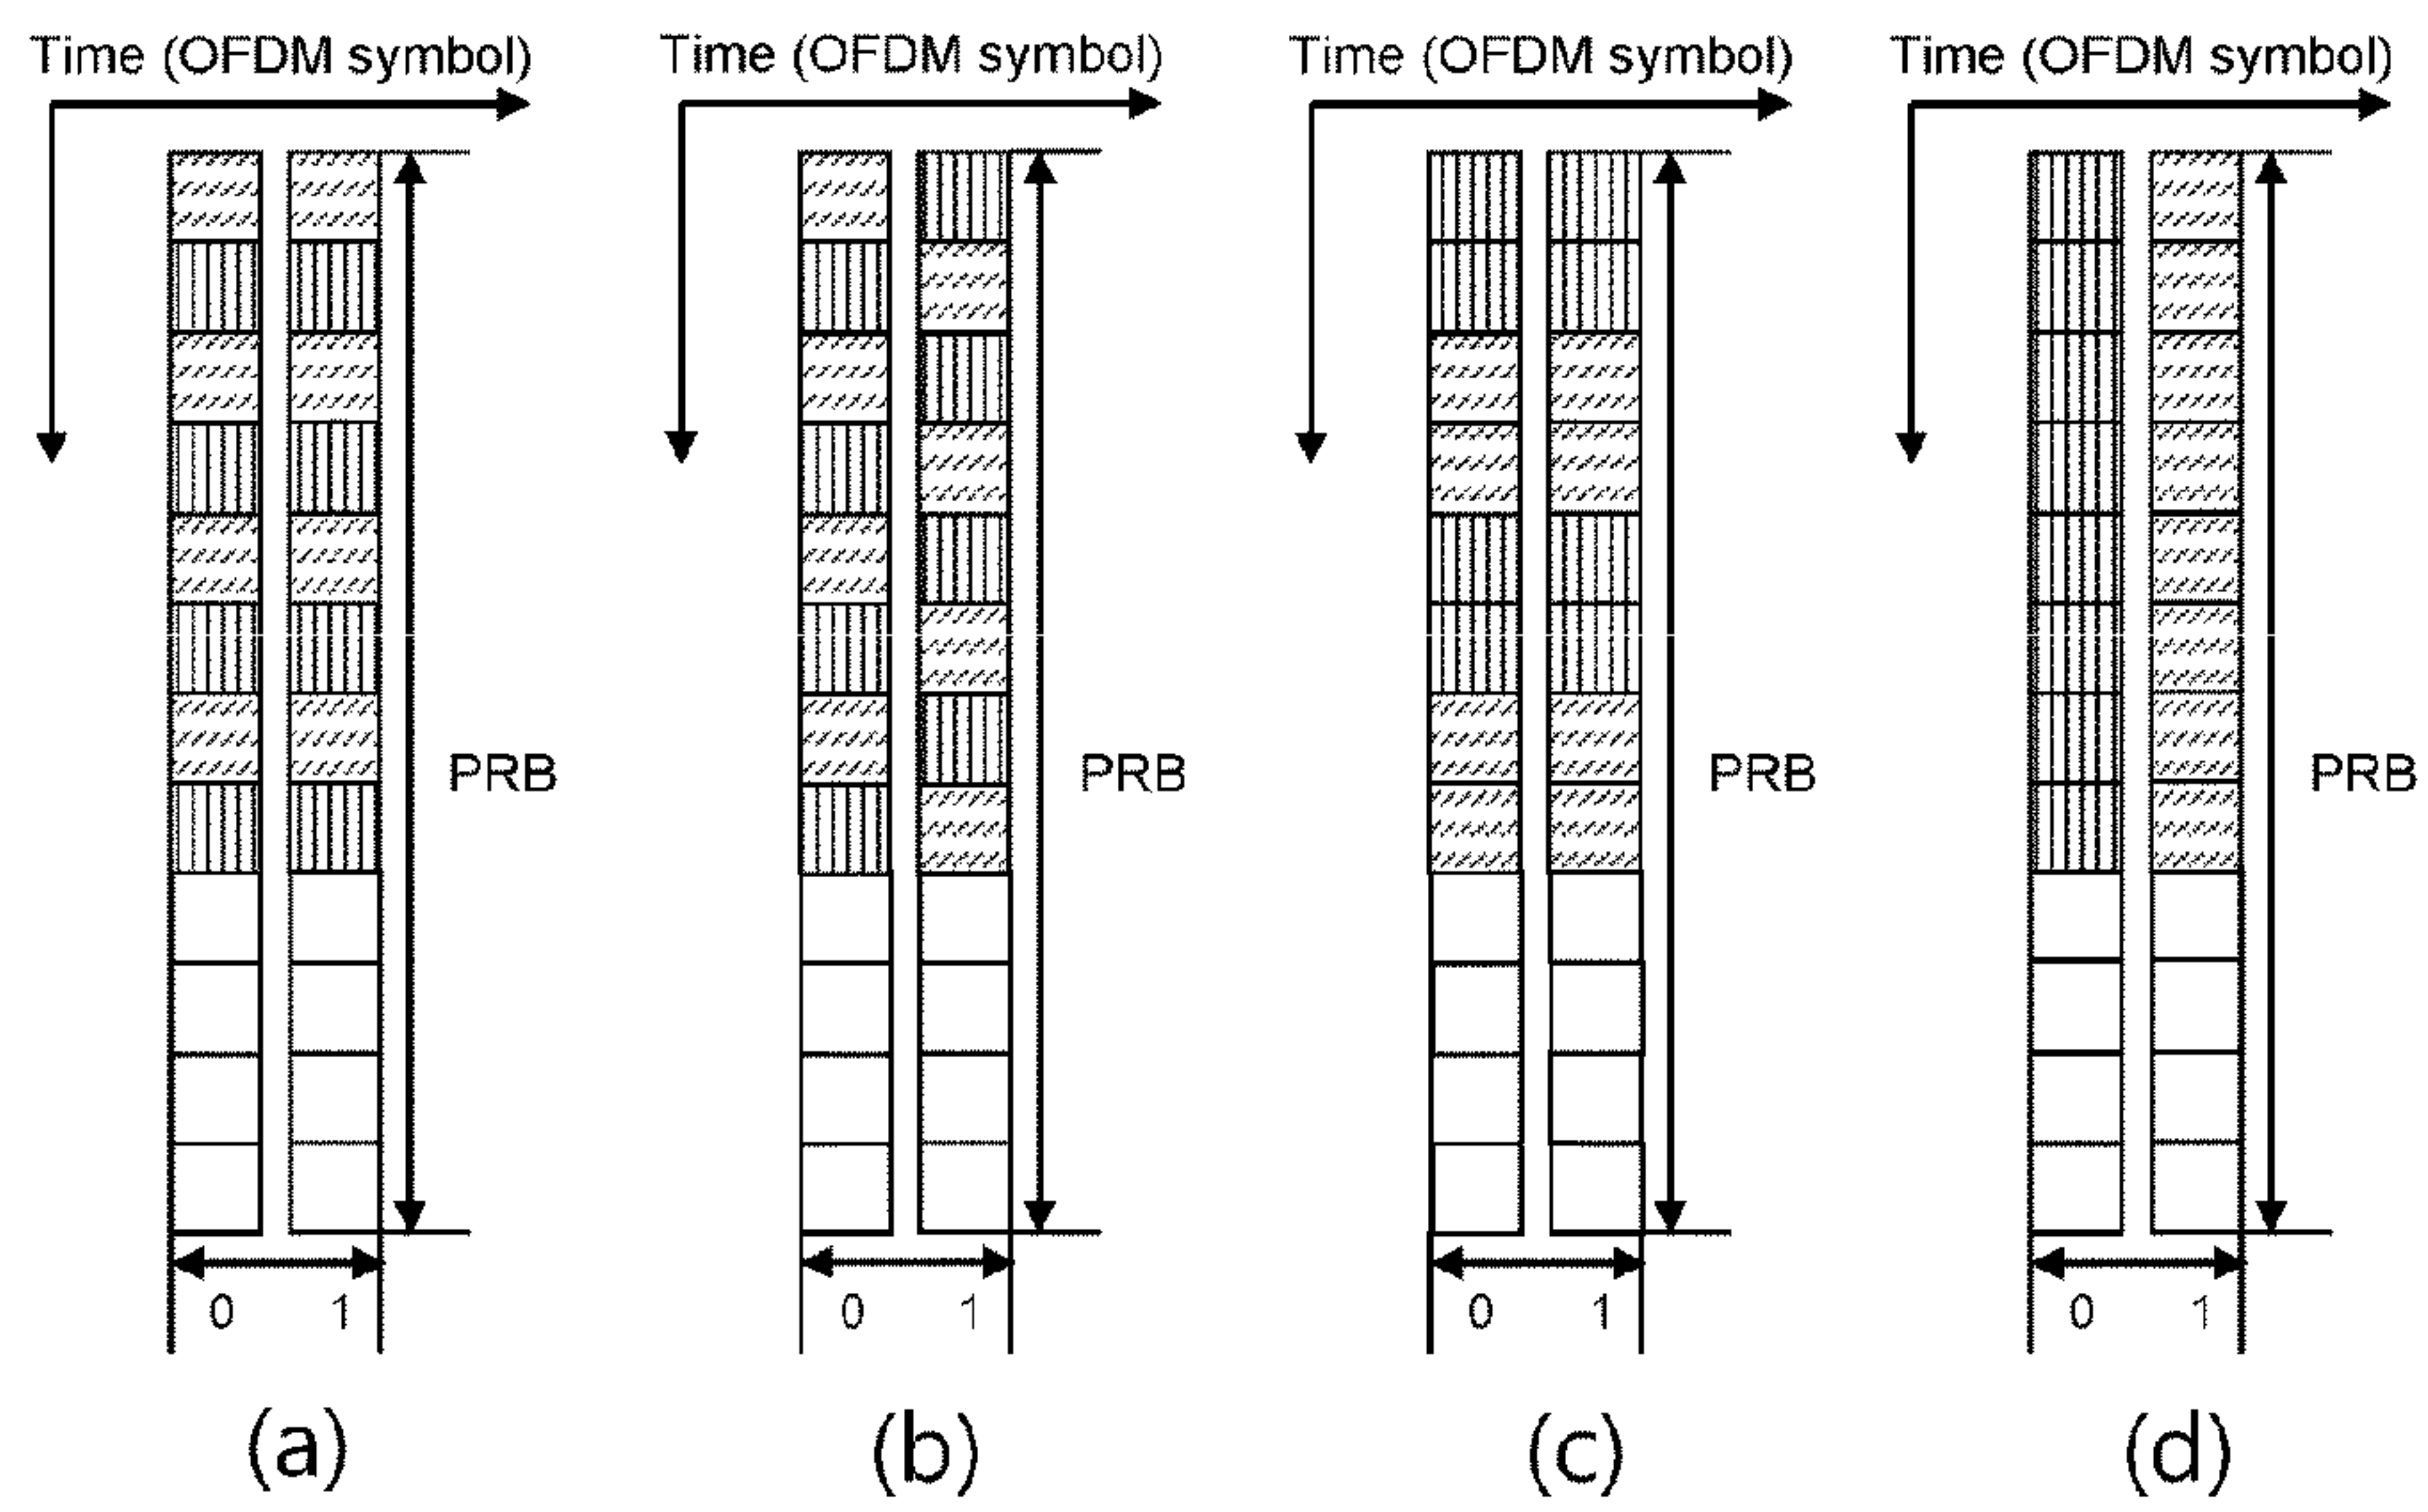 Time (OFDM symbol) Time (OFDM symbol) Time (OFDM symbol) Time (OFDM symbol)
PRB PRB PRB PRB
0 1 0 1 0 1 0 1
(a) (b) (c) (d)